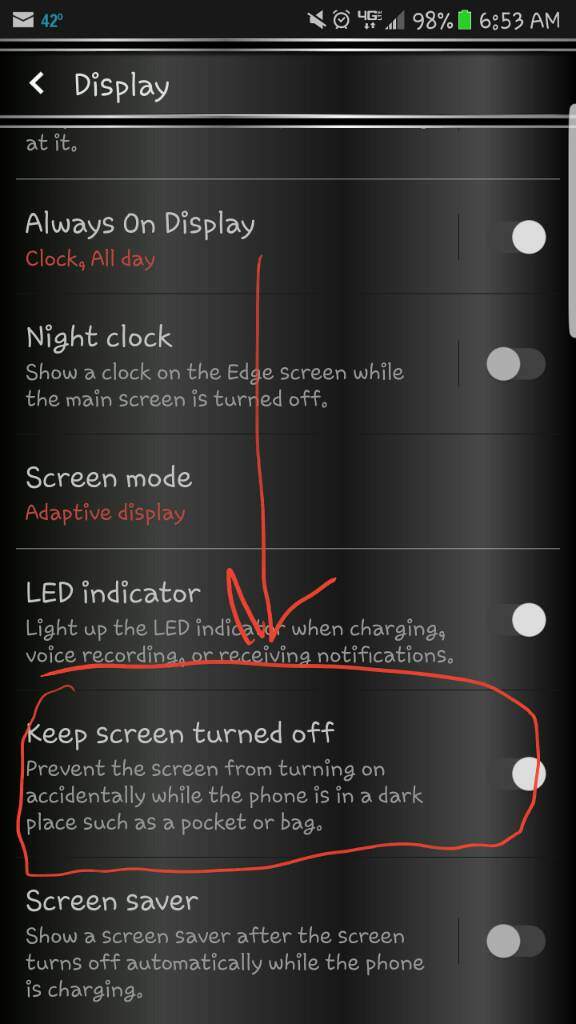 42° 4G LTE 98% 6:53 AM
Display
at it.
Always On Display
Clock, All day
Night clock
Show a clock on the Edge screen while
the main screen is turned off.
Screen mode
Adaptive display
LED indicator
Light up the LED indicator when charging,
voice recording, or receiving notifications.
Keep screen turned off
Prevent the screen from turning on
accidentally while the phone is in a dark
place such as a pocket or bag.
Screen saver
Show a screen saver after the screen
turns off automatically while the phone
is charging.